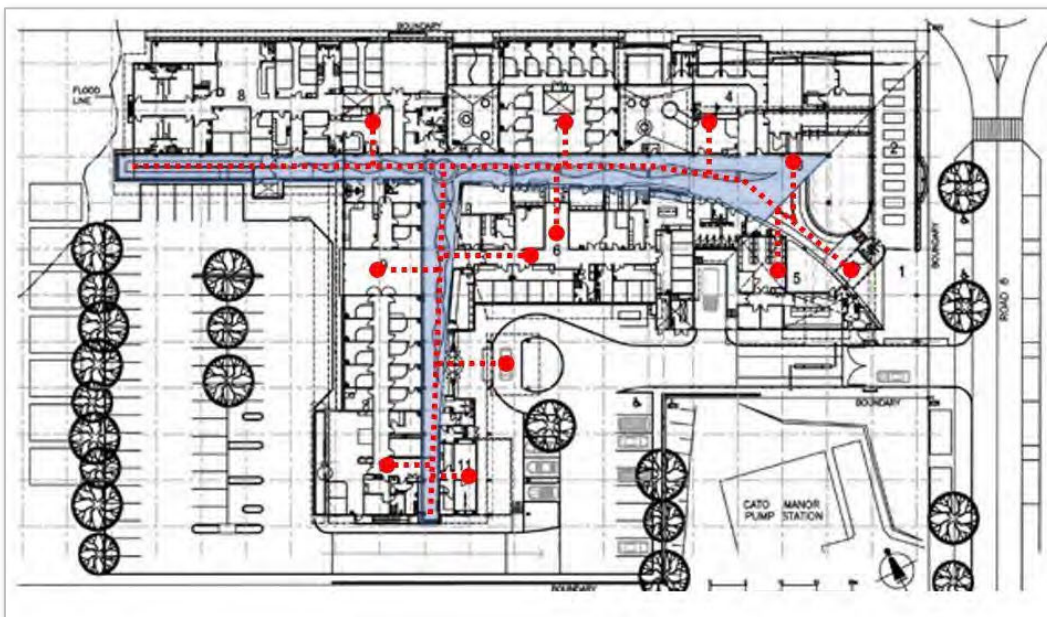 BOUNDARY
FLOOD
LINE
8
4
2
7
6
5
1
BOUNDARY
ROAD 6
BOUNDARY
11
CATO MANOR
PUMP STATION
BOUNDARY